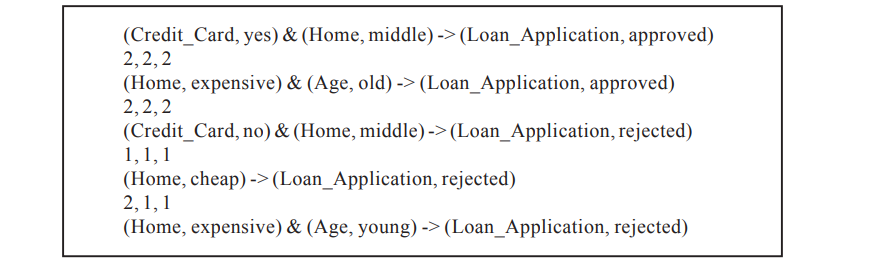 (Credit_Card, yes) & (Home, middle) -> (Loan_Application, approved)
2, 2, 2
(Home, expensive) & (Age, old) -> (Loan_Application, approved)
2, 2, 2
(Credit_Card, no) & (Home, middle) -> (Loan_Application, rejected)
1, 1, 1
(Home, cheap) -> (Loan_Application, rejected)
2, 1, 1
(Home, expensive) & (Age, young) -> (Loan_Application, rejected)